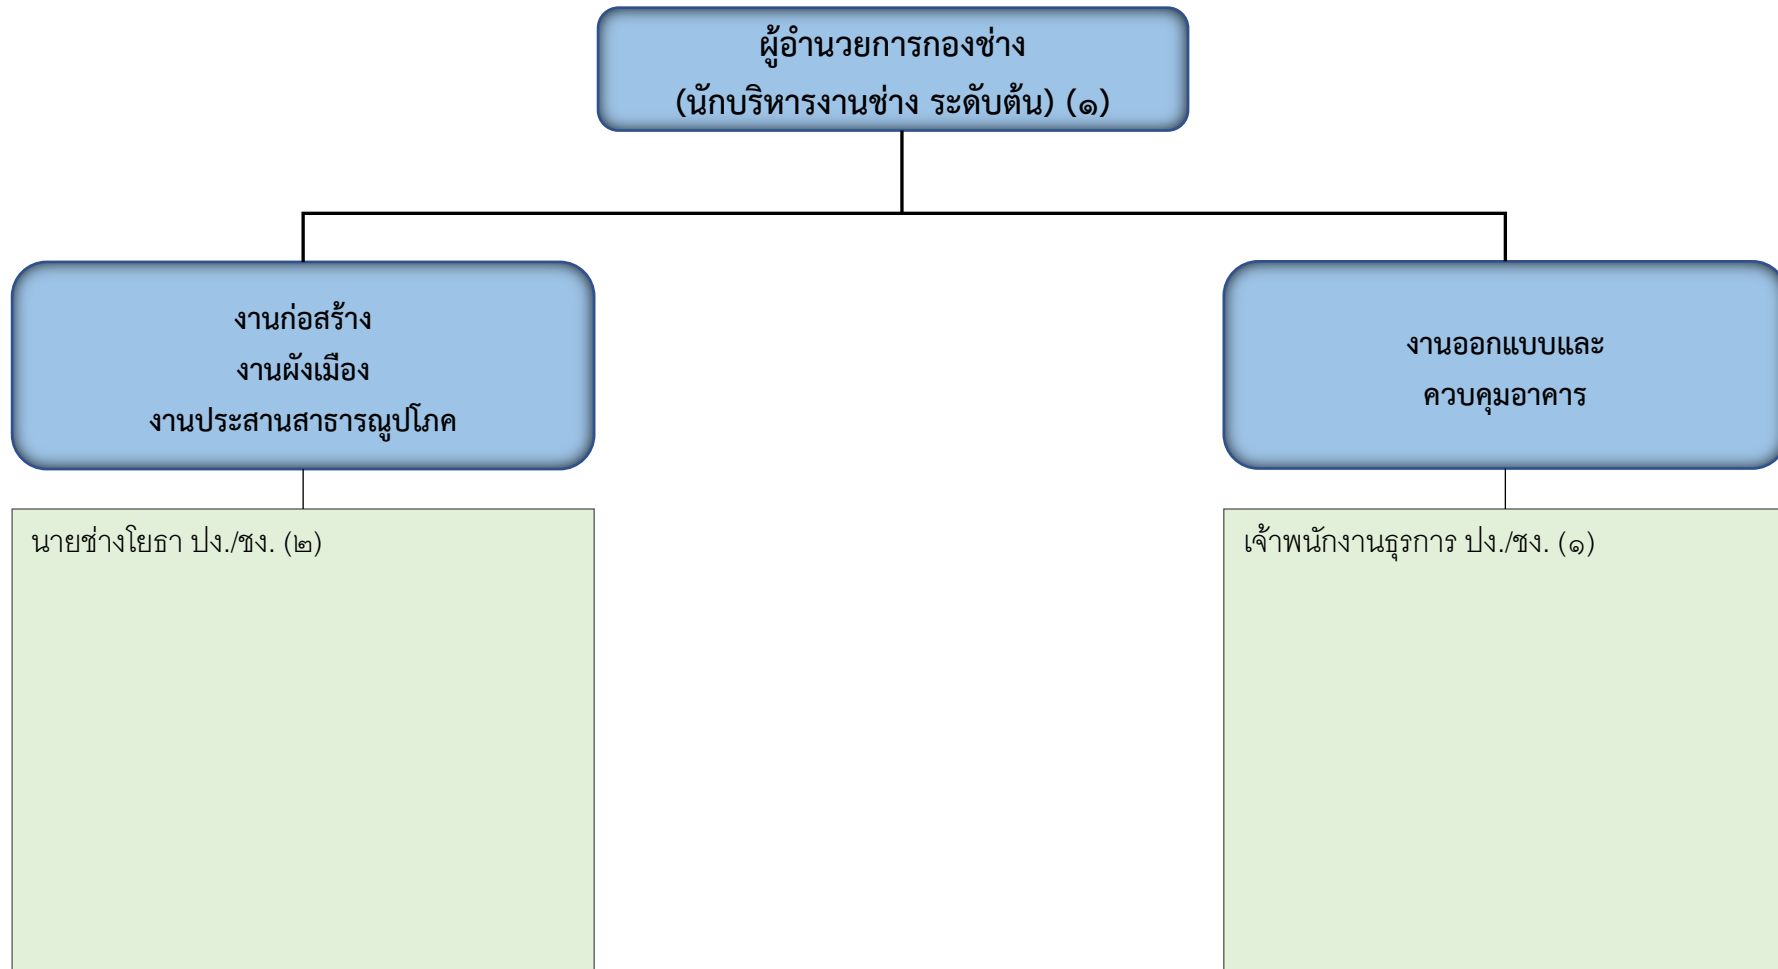 ผู้อำนวยการกองช่าง
(นักบริหารงานช่าง ระดับต้น) (๑)
งานก่อสร้าง
งานผังเมือง
งานประสานสาธารณูปโภค
งานออกแบบและ
ควบคุมอาคาร
นายช่างโยธา ปง./ชง. (๒)
เจ้าพนักงานธุรการ ปง./ชง. (๑)